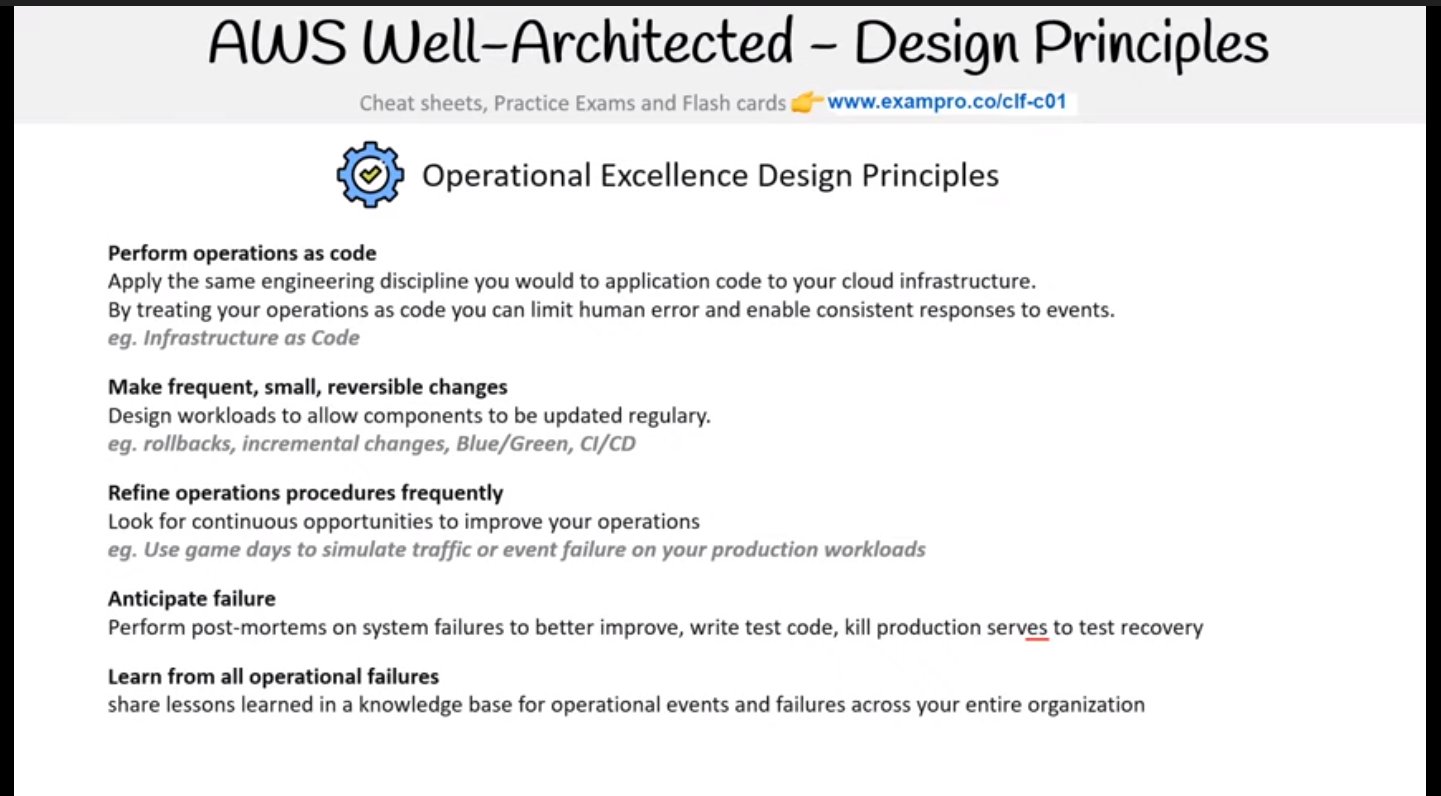 AWS Well-Architected - Design Principles
Cheat sheets, Practice Exams and Flash cards 👉 www.exampro.co/clf-c01
Operational Excellence Design Principles
Perform operations as code
Apply the same engineering discipline you would to application code to your cloud infrastructure.
By treating your operations as code you can limit human error and enable consistent responses to events.
eg. Infrastructure as Code
Make frequent, small, reversible changes
Design workloads to allow components to be updated regulary.
eg. rollbacks, incremental changes, Blue/Green, CI/CD
Refine operations procedures frequently
Look for continuous opportunities to improve your operations
eg. Use game days to simulate traffic or event failure on your production workloads
Anticipate failure
Perform post-mortems on system failures to better improve, write test code, kill production serves to test recovery
Learn from all operational failures
share lessons learned in a knowledge base for operational events and failures across your entire organization